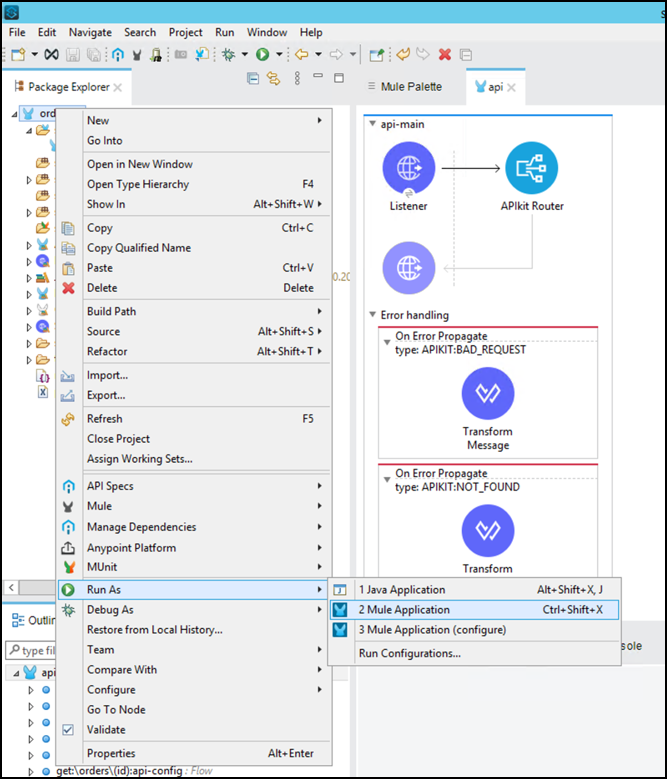 File Edit Navigate Search Project Run Window Help
Package Explorer
Mule Palette
api
New
Go Into
Open in New Window
Open Type Hierarchy F4
Show In Alt+Shift+W
Copy Ctrl+C
Copy Qualified Name
Paste Ctrl+V
Delete Delete
Build Path
Source Alt+Shift+S
Refactor Alt+Shift+T
Import...
Export...
Refresh F5
Close Project
Assign Working Sets...
API Specs
Mule
Manage Dependencies
Anypoint Platform
MUnit
Run As
Debug As
Restore from Local History...
Team
Compare With
Configure
Go To Node
Validate
Properties Alt+Enter
1 Java Application Alt+Shift+X, J
2 Mule Application Ctrl+Shift+X
3 Mule Application (configure)
Run Configurations...
api-main
Listener
APIkit Router
Error handling
On Error Propagate
type: APIKIT:BAD_REQUEST
Transform
Message
On Error Propagate
type: APIKIT:NOT_FOUND
Transform
type fil
api
get:\orders\(id):api-config : Flow